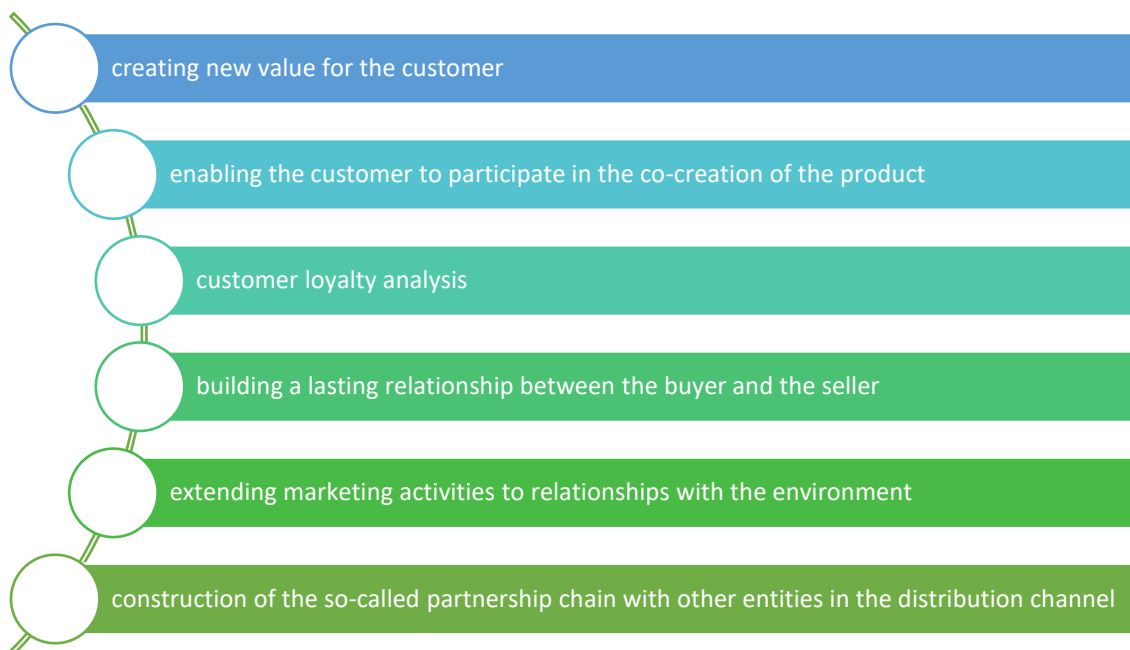 creating new value for the customer
enabling the customer to participate in the co-creation of the product
customer loyalty analysis
building a lasting relationship between the buyer and the seller
extending marketing activities to relationships with the environment
construction of the so-called partnership chain with other entities in the distribution channel